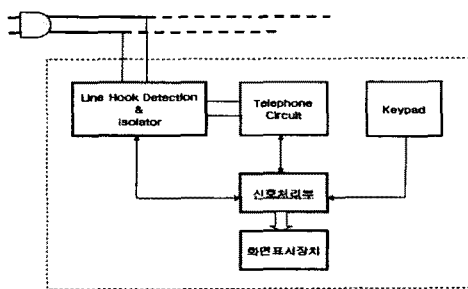 Line Hook Detection
&
Isolator
Telephone
Circuit
Keypad
신호처리부
화면표시장치